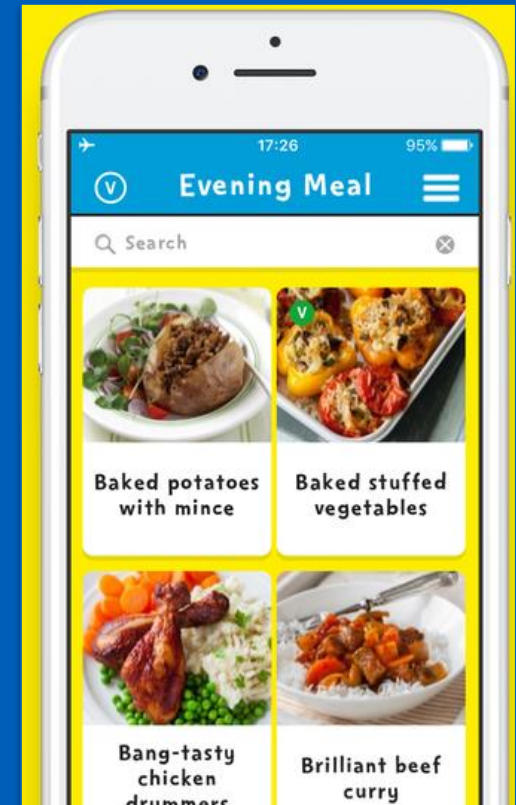 17:26 95%
V Evening Meal
Search
V
Baked potatoes
with mince
Baked stuffed
vegetables
Bang-tasty
chicken
drummers
Brilliant beef
curry